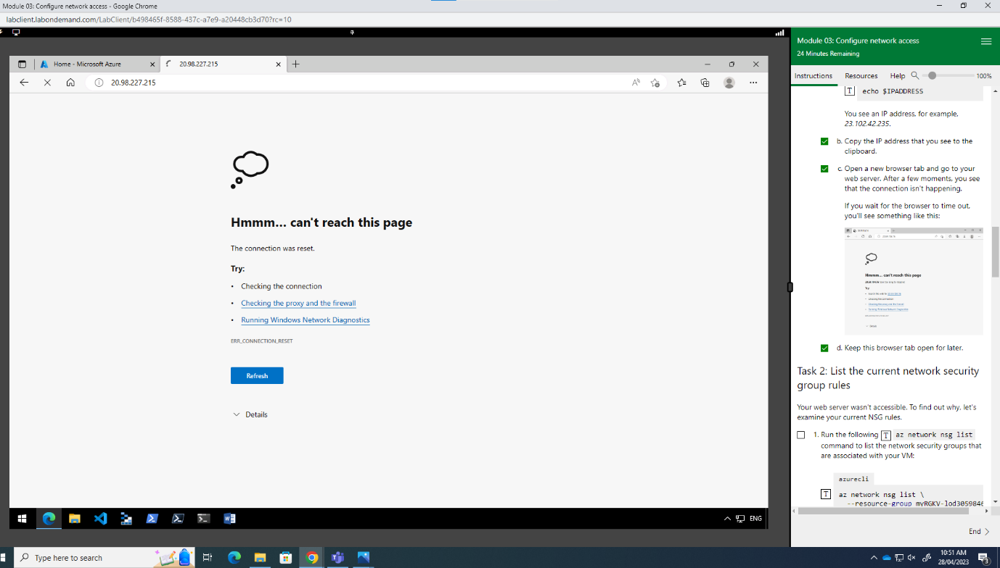 Module 03: Configure network access - Google Chrome
labclient.labondemand.com/LabClient/b498465f-8588-437c-a7e9-a20448cb3d70?rc=10
Home - Microsoft Azure
20.98.227.215
20.98.227.215
Hmmm... can't reach this page
The connection was reset.
Try:
• Checking the connection
• Checking the proxy and the firewall
• Running Windows Network Diagnostics
ERR_CONNECTION_RESET
Refresh
Details
ENG
Module 03: Configure network access
24 Minutes Remaining
Instructions Resources Help 100%
T echo $IPADDRESS
You see an IP address, for example,
23.102.42.235.
b. Copy the IP address that you see to the
clipboard.
c. Open a new browser tab and go to your
web server. After a few moments, you see
that the connection isn't happening.
If you wait for the browser to time out,
you'll see something like this:
Hmmm... can't reach this page
Try:
Details
d. Keep this browser tab open for later.
Task 2: List the current network security
group rules
Your web server wasn't accessible. To find out why, let's
examine your current NSG rules.
1. Run the following T az network nsg list
command to list the network security groups that
are associated with your VM:
azurecli
T az network nsg list \
--resource-group myRGKV-lod3059846
End
Type here to search
10:51 AM
28/04/2023
3